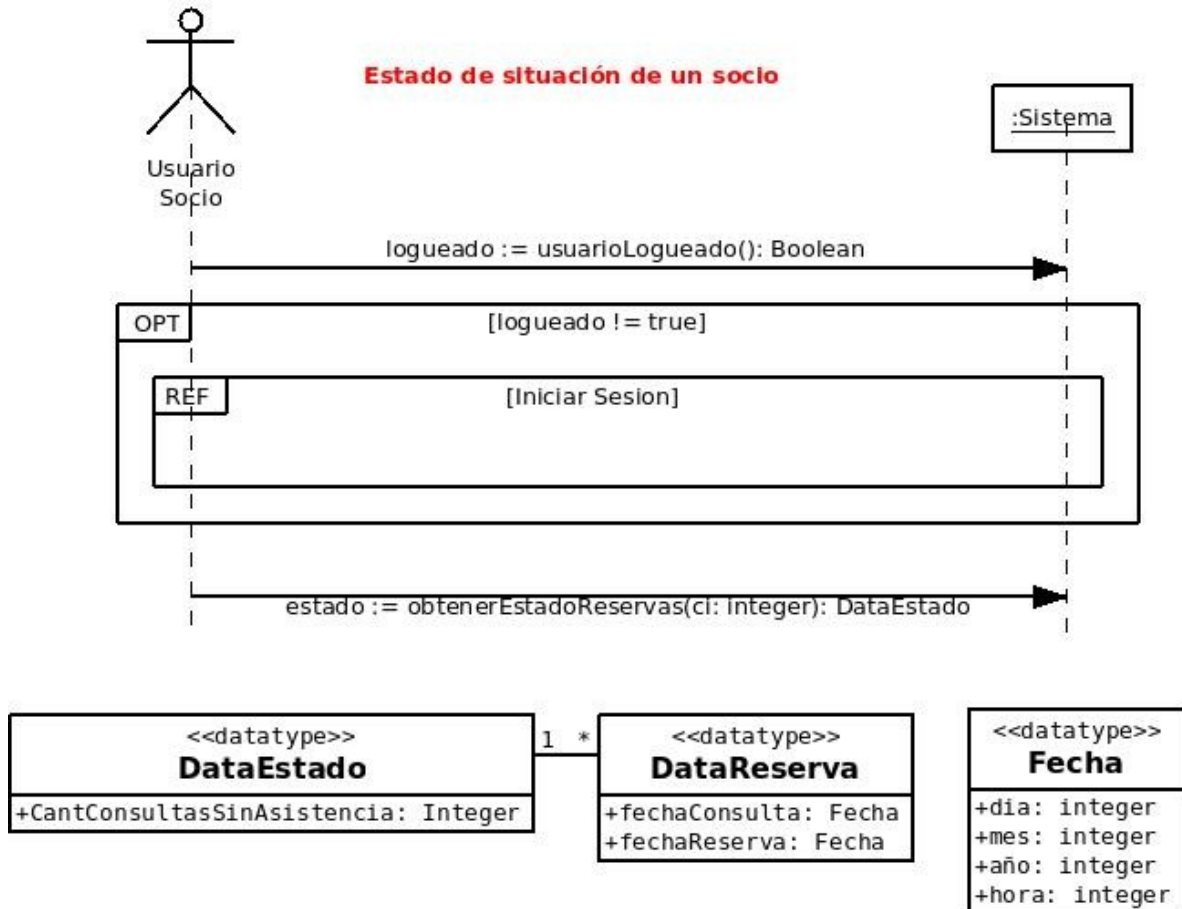 Estado de situación de un socio
:Sistema
Usuario
Socio
logueado := usuarioLogueado(): Boolean
OPT
[logueado != true]
REF
[Iniciar Sesion]
estado := obtenerEstadoReservas(ci: integer): DataEstado
<<datatype>>
DataEstado
+CantConsultasSinAsistencia: Integer
1 *
<<datatype>>
DataReserva
+fechaConsulta: Fecha
+fechaReserva: Fecha
<<datatype>>
Fecha
+dia: integer
+mes: integer
+año: integer
+hora: integer